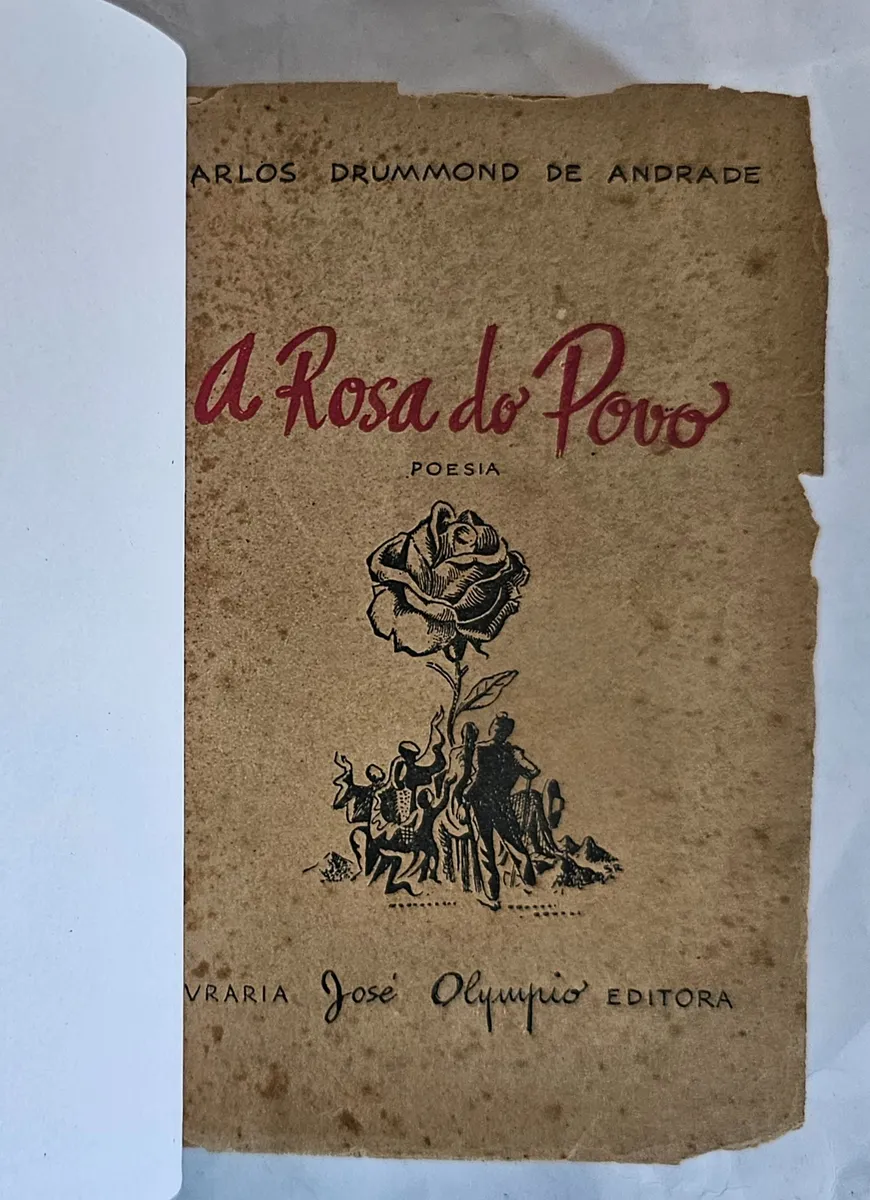 ARLOS DRUMMOND DE ANDRADE
A Rosa do Povo
POESIA
VRARIA José Olympio EDITORA